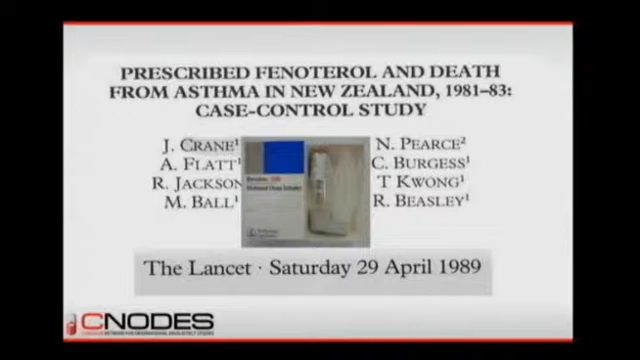 PRESCRIBED FENOTEROL AND DEATH
FROM ASTHMA IN NEW ZEALAND, 1981–83:
CASE-CONTROL STUDY
J. CRANE¹ N. PEARCE²
A. FLATT¹ C. BURGESS¹
R. JACKSON T KWONG¹
M. BALL¹ R. BEASLEY¹
The Lancet · Saturday 29 April 1989
CNODES